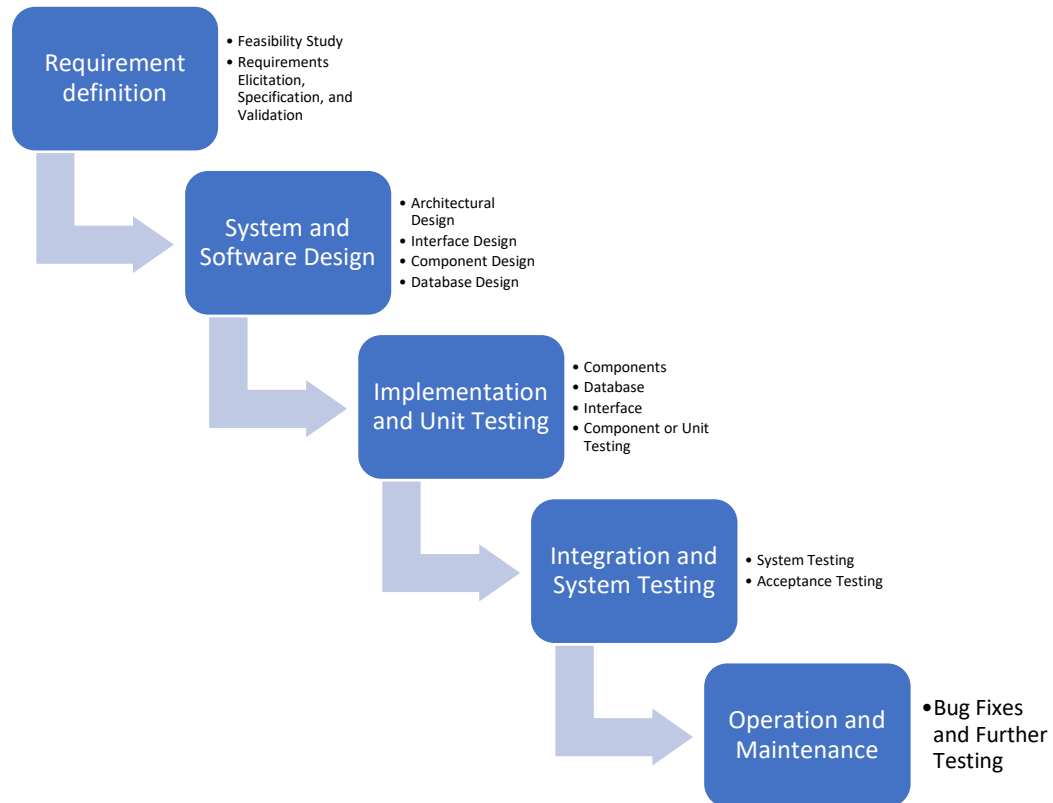 Requirement
definition
• Feasibility Study
• Requirements
Elicitation,
Specification, and
Validation
System and
Software Design
• Architectural
Design
• Interface Design
• Component Design
• Database Design
Implementation
and Unit Testing
• Components
• Database
• Interface
• Component or Unit
Testing
Integration and
System Testing
• System Testing
• Acceptance Testing
Operation and
Maintenance
•Bug Fixes
and Further
Testing